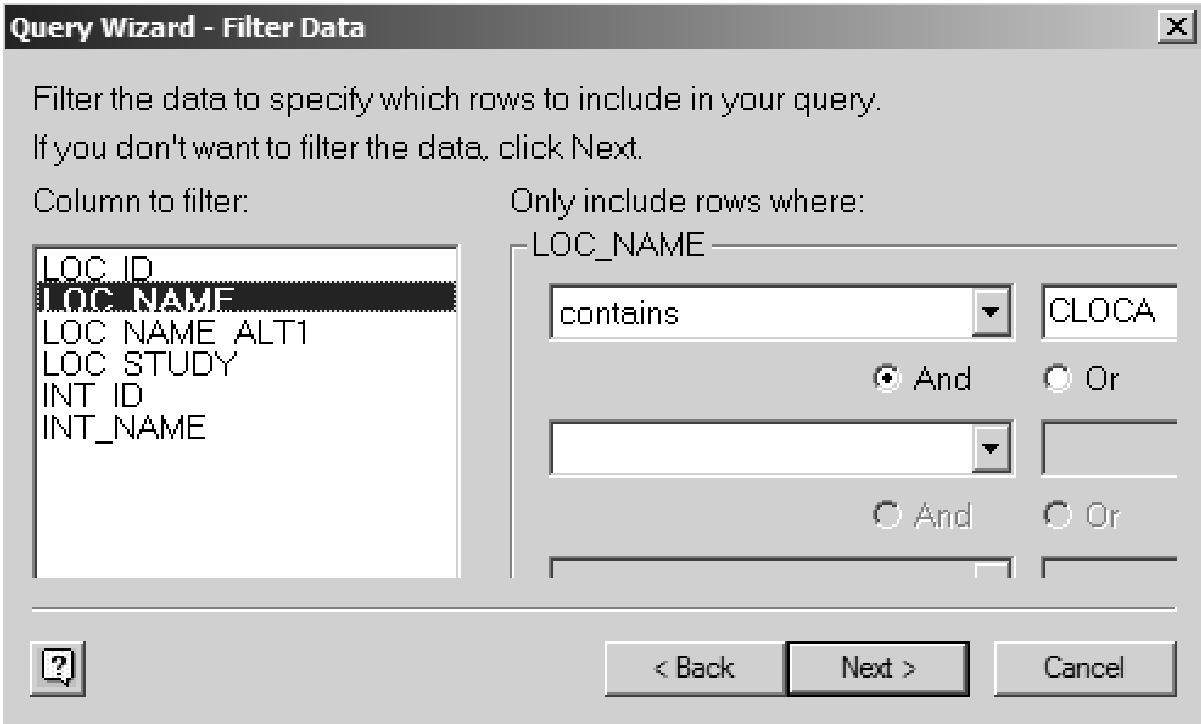 Query Wizard - Filter Data
Filter the data to specify which rows to include in your query.
If you don't want to filter the data, click Next.
Column to filter:
Only include rows where:
LOC_ID
LOC_NAME
LOC_NAME_ALT1
LOC_STUDY
INT_ID
INT_NAME
LOC_NAME
contains
CLOCA
And
Or
And
Or
?
< Back
Next >
Cancel